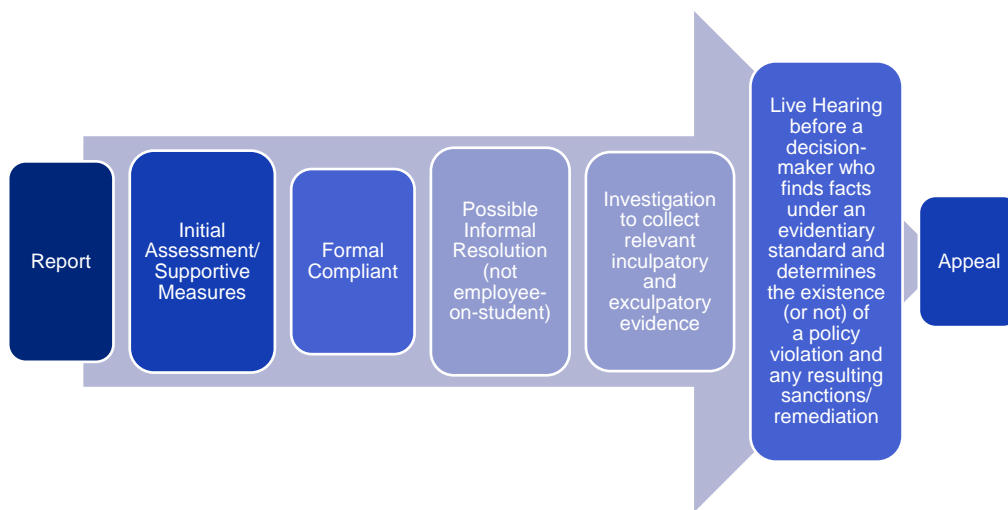 Report
Initial
Assessment/
Supportive
Measures
Formal
Compliant
Possible
Informal
Resolution
(not
employee-
on-student)
Investigation
to collect
relevant
inculpatory
and
exculpatory
evidence
Live Hearing
before a
decision-
maker who
finds facts
under an
evidentiary
standard and
determines
the existence
(or not) of
a policy
violation and
any resulting
sanctions/
remediation
Appeal